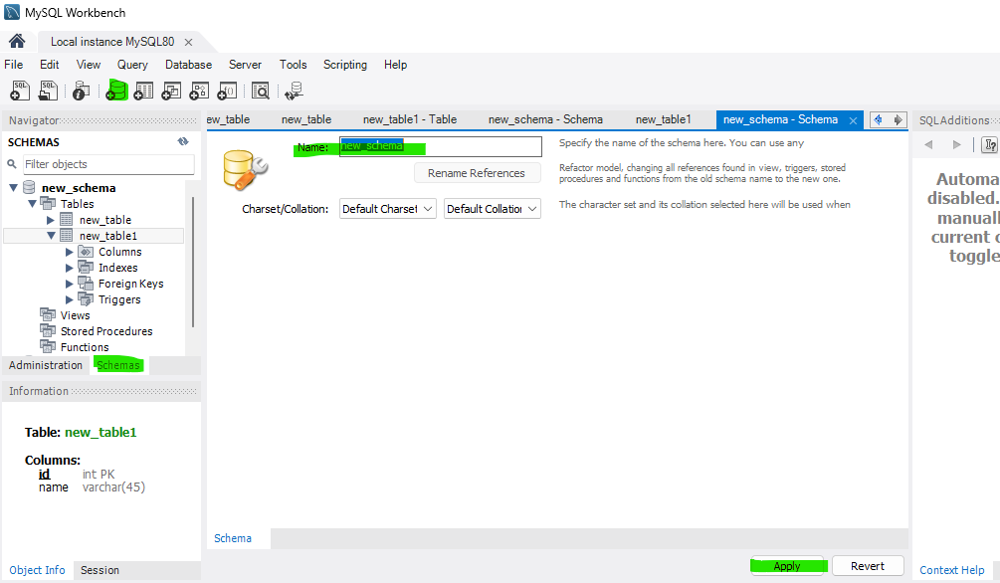 MySQL Workbench
Local instance MySQL80
File Edit View Query Database Server Tools Scripting Help
SQL SQL
Navigator
SCHEMAS
Filter objects
new_schema
Tables
new_table
new_table1
Columns
Indexes
Foreign Keys
Triggers
Views
Stored Procedures
Functions
Administration Schemas
Information
Table: new_table1
Columns:
id int PK
name varchar(45)
Object Info Session
ew_table new_table new_table1 - Table new_schema - Schema new_table1 new_schema - Schema
Name: new_schema
Specify the name of the schema here. You can use any
Rename References
Refactor model, changing all references found in view, triggers, stored
procedures and functions from the old schema name to the new one.
Charset/Collation: Default Charset Default Collation
The character set and its collation selected here will be used when
Schema
Apply Revert
SQLAdditions
Automa
disabled.
manuall
current c
toggle
Context Help